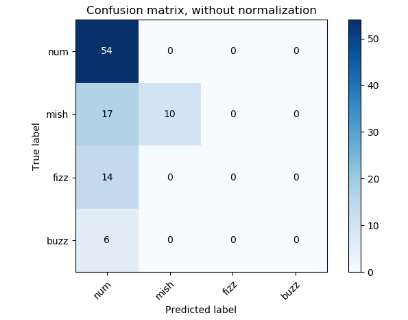 Confusion matrix, without normalization
num 54 0 0 0
mish 17 10 0 0
fizz 14 0 0 0
buzz 6 0 0 0
num mish fizz buzz
True label
Predicted label
50
40
30
20
10
0